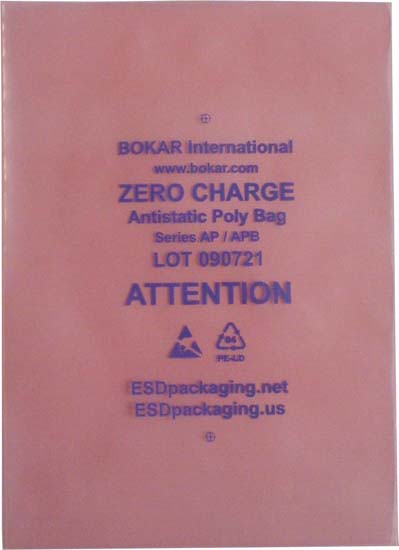 BOKAR International
www.bokar.com
ZERO CHARGE
Antistatic Poly Bag
Series AP / APB
LOT 090721
ATTENTION
04
PE-LD
ESDpackaging.net
ESDpackaging.us